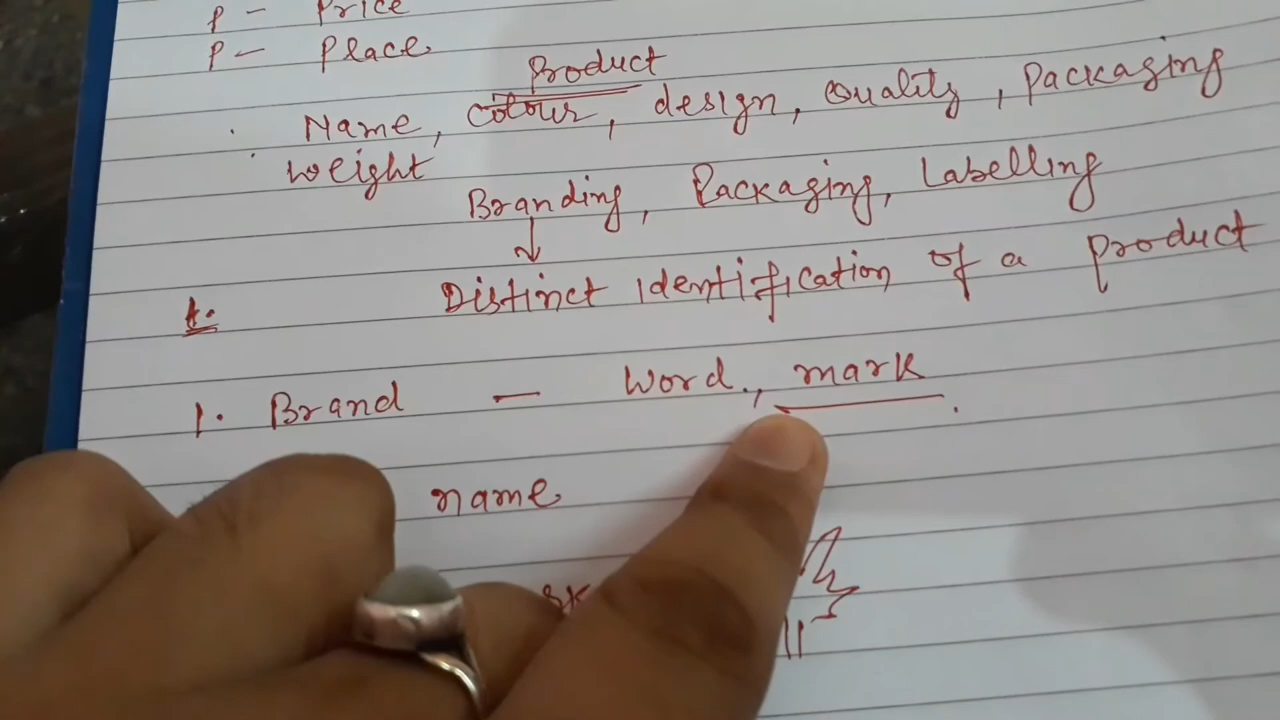 P - Price
P - Place
Product
Name, colour, design, Quality, Packaging
weight
Branding, Packaging, Labelling
↓
Distinct Identification of a Product
1. Brand - Word, mark.
name